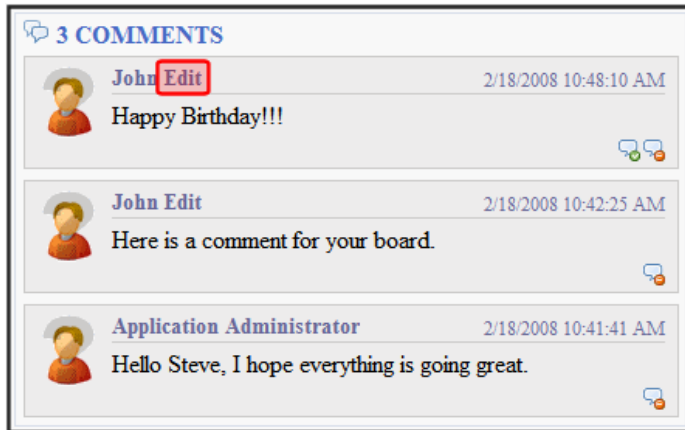 3 COMMENTS
John Edit 2/18/2008 10:48:10 AM
Happy Birthday!!!
John Edit 2/18/2008 10:42:25 AM
Here is a comment for your board.
Application Administrator 2/18/2008 10:41:41 AM
Hello Steve, I hope everything is going great.